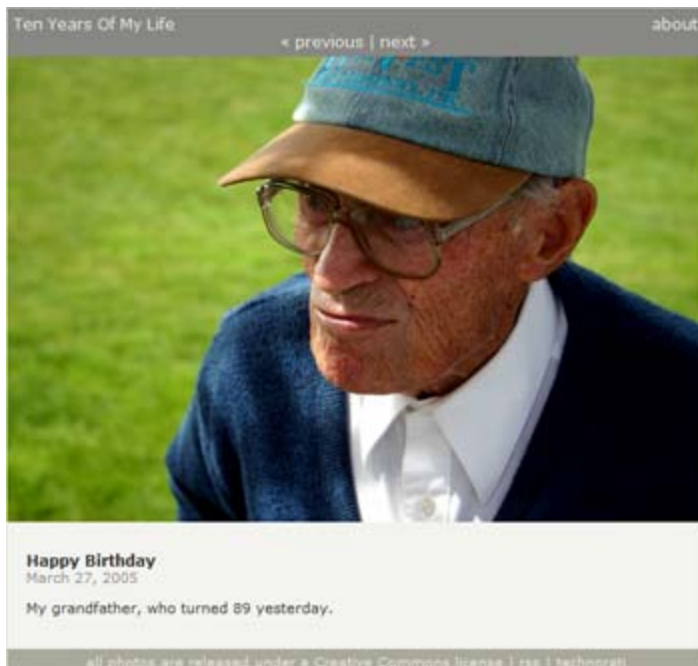 Ten Years Of My Life about
« previous | next »
Happy Birthday
March 27, 2005
My grandfather, who turned 89 yesterday.
all photos are released under a Creative Commons license | rss | technorati